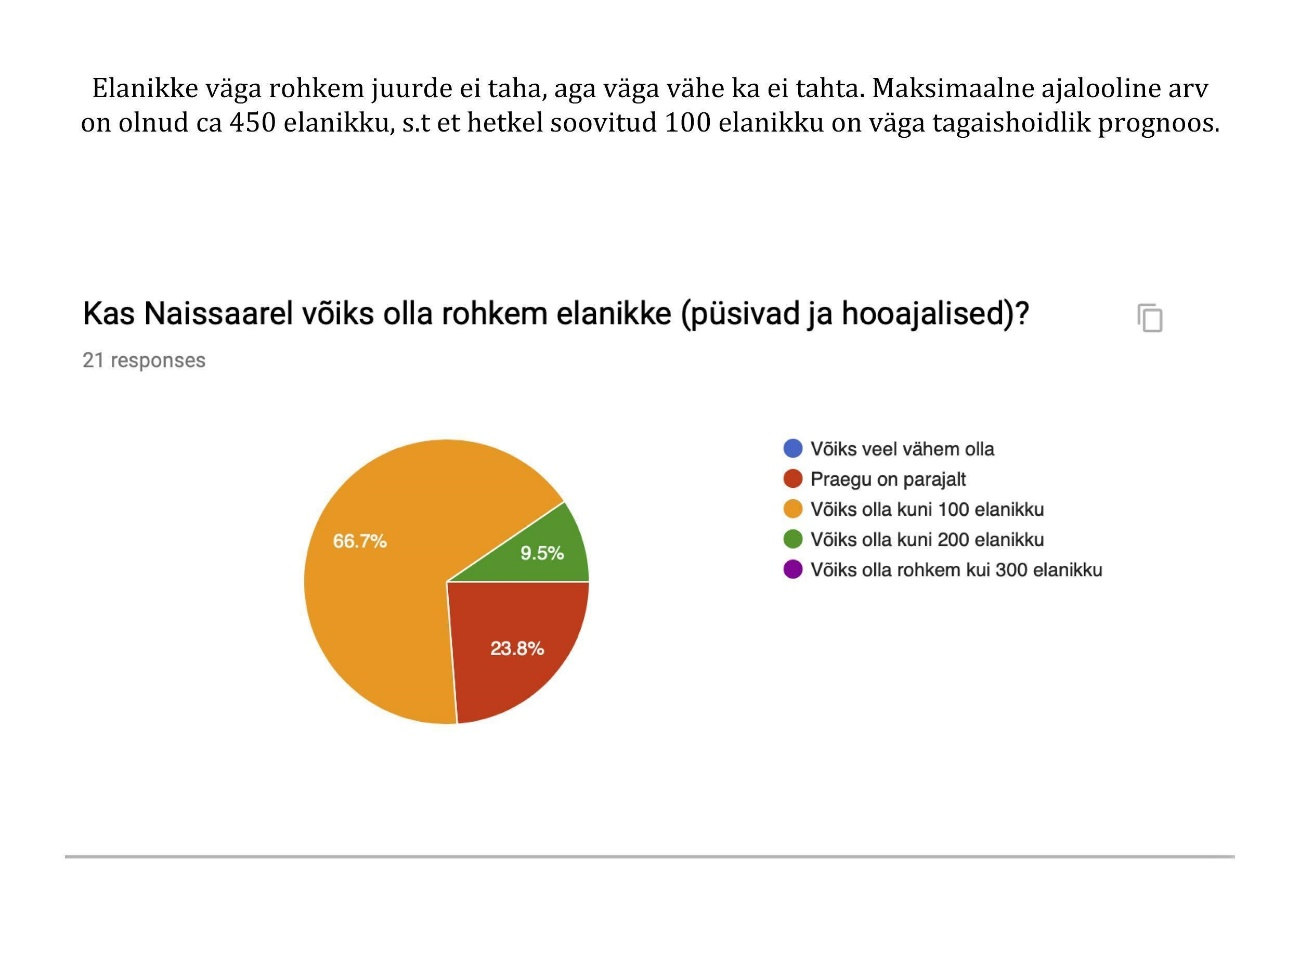 Elanikke väga rohkem juurde ei taha, aga väga vähe ka ei tahta. Maksimaalne ajalooline arv
on olnud ca 450 elanikku, s.t et hetkel soovitud 100 elanikku on väga tagaishoidlik prognoos.
Kas Naissaarel võiks olla rohkem elanikke (püsivad ja hooajalised)?
21 responses
66.7%
9.5%
23.8%
Võiks veel vähem olla
Praegu on parajalt
Võiks olla kuni 100 elanikku
Võiks olla kuni 200 elanikku
Võiks olla rohkem kui 300 elanikku